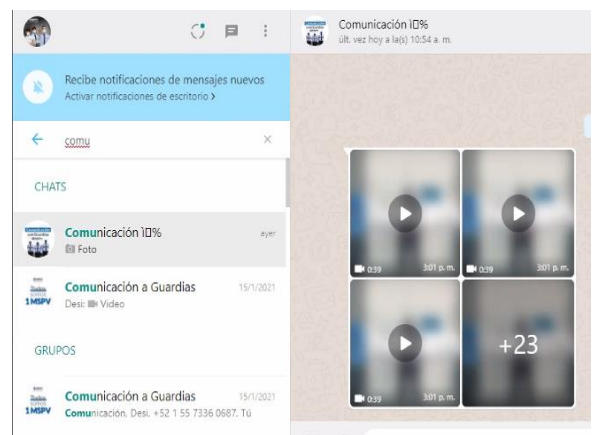 Recibe notificaciones de mensajes nuevos
Activar notificaciones de escritorio >
comu
CHATS
Comunicación ì▯%
ayer
Foto
Comunicación a Guardias
15/1/2021
Desi: Video
1MSPV
GRUPOS
Comunicación a Guardias
15/1/2021
Comunicación. Desi. +52 1 55 7336 0687. Tú
1MSPV
Comunicación ì▯%
últ. vez hoy a la(s) 10:54 a. m.
0:39
3:01 p. m.
0:39
3:01 p. m.
0:39
3:01 p. m.
+23